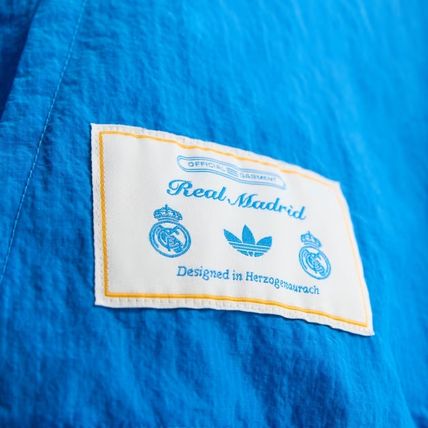 OFFICIAL GARMENT
Real Madrid
Designed in Herzogenaurach